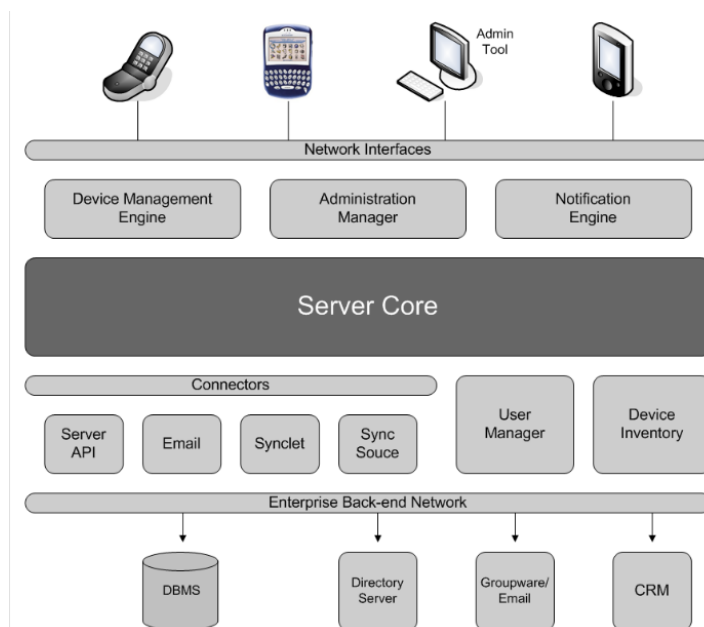 Admin
Tool
Network Interfaces
Device Management
Engine
Administration
Manager
Notification
Engine
Server Core
Connectors
Server
API
Email
Synclet
Sync
Souce
User
Manager
Device
Inventory
Enterprise Back-end Network
DBMS
Directory
Server
Groupware/
Email
CRM